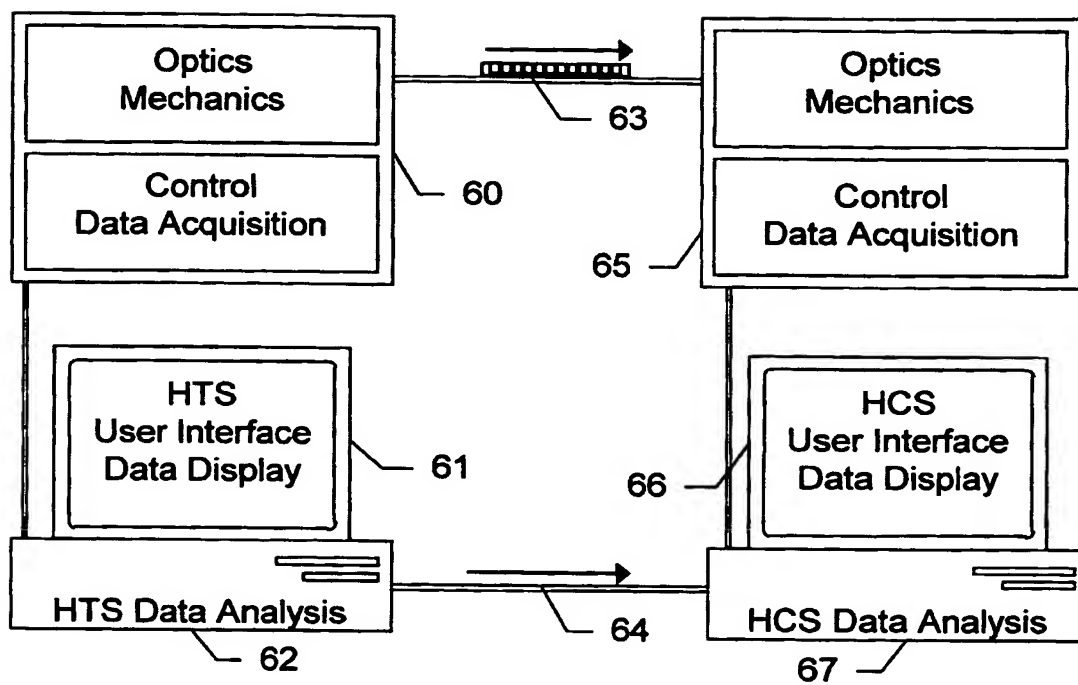 Optics
Mechanics
Control
Data Acquisition
60
63
Optics
Mechanics
Control
Data Acquisition
65
HTS
User Interface
Data Display
61
HTS Data Analysis
62
64
HCS
User Interface
Data Display
66
HCS Data Analysis
67